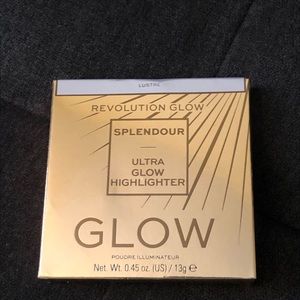 LUSTRE
REVOLUTION GLOW
SPLENDOUR
ULTRA
GLOW
HIGHLIGHTER
GLOW
POUDRE ILLUMINATEUR
Net. Wt. 0.45 oz. (US) / 13g ℮